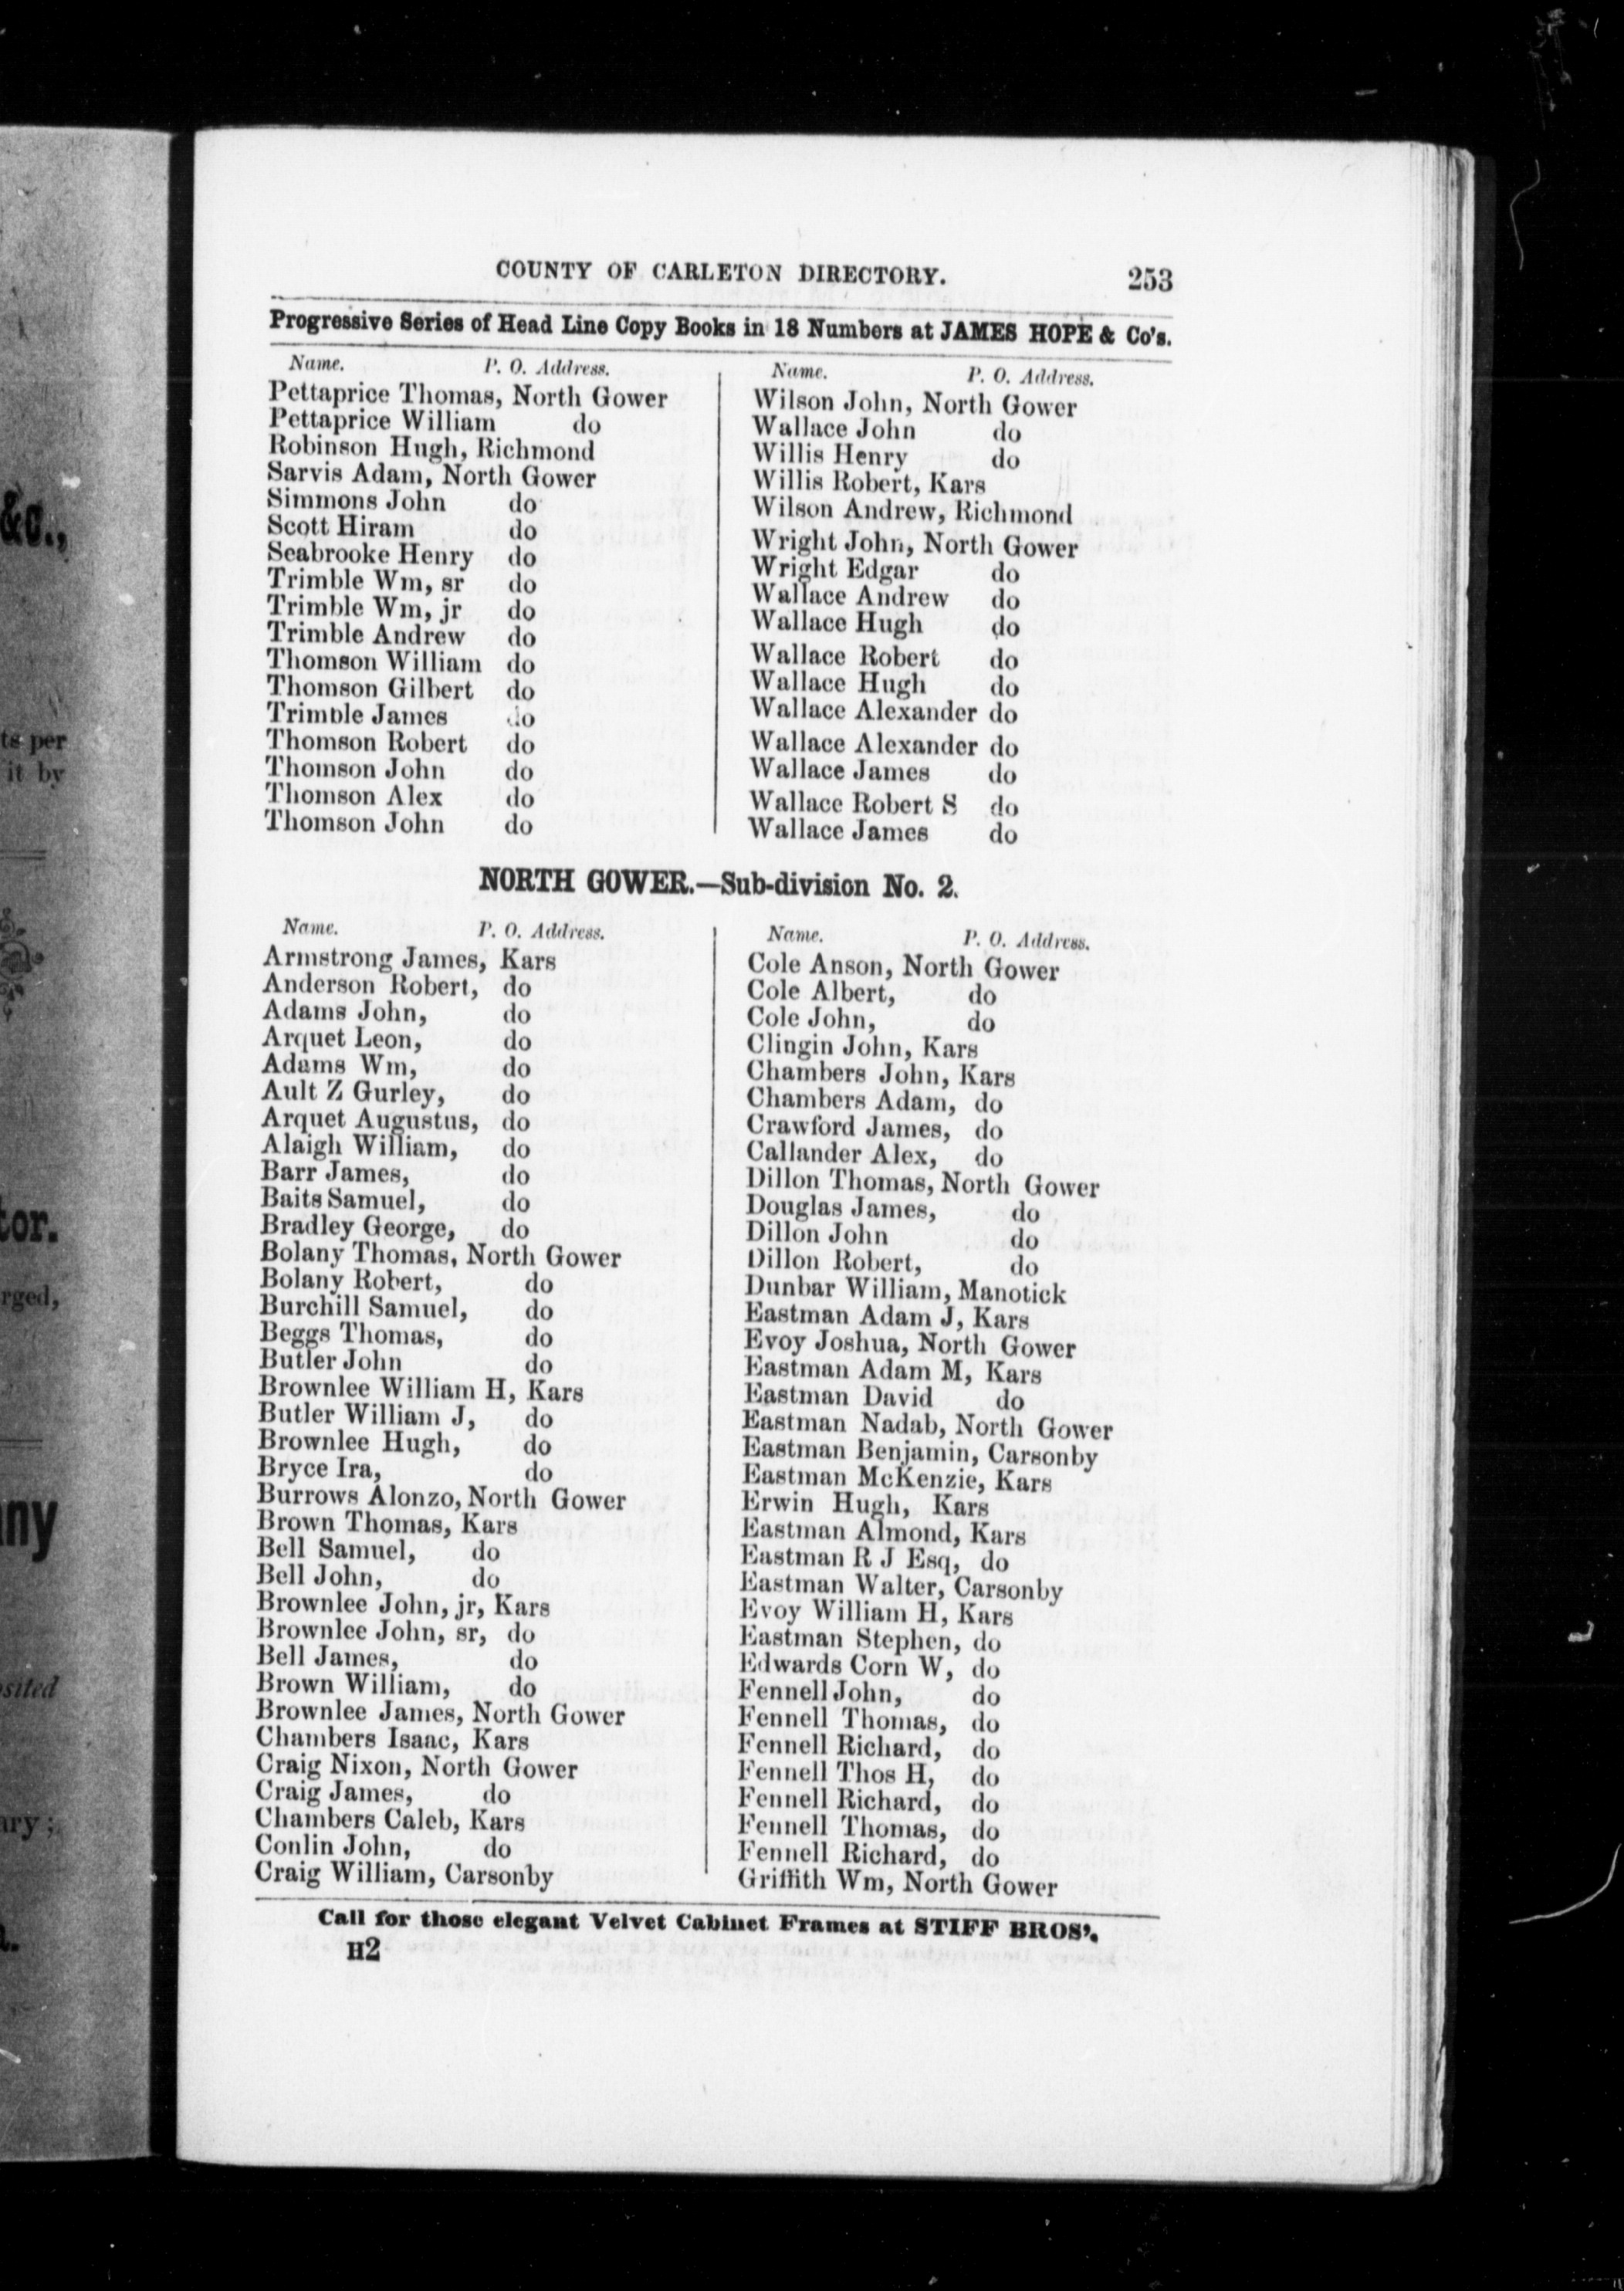 COUNTY OF CARLETON DIRECTORY. 253
Progressive Series of Head Line Copy Books in 18 Numbers at JAMES HOPE & Co's.
Name. P. O. Address.
Pettaprice Thomas, North Gower
Pettaprice William do
Robinson Hugh, Richmond
Sarvis Adam, North Gower
Simmons John do
Scott Hiram do
Seabrooke Henry do
Trimble Wm, sr do
Trimble Wm, jr do
Trimble Andrew do
Thomson William do
Thomson Gilbert do
Trimble James do
Thomson Robert do
Thomson John do
Thomson Alex do
Thomson John do
Name. P. O. Address.
Wilson John, North Gower
Wallace John do
Willis Henry do
Willis Robert, Kars
Wilson Andrew, Richmond
Wright John, North Gower
Wright Edgar do
Wallace Andrew do
Wallace Hugh do
Wallace Robert do
Wallace Hugh do
Wallace Alexander do
Wallace Alexander do
Wallace James do
Wallace Robert S do
Wallace James do
NORTH GOWER.—Sub-division No. 2.
Name. P. O. Address.
Armstrong James, Kars
Anderson Robert, do
Adams John, do
Arquet Leon, do
Adams Wm, do
Ault Z Gurley, do
Arquet Augustus, do
Alaigh William, do
Barr James, do
Baits Samuel, do
Bradley George, do
Bolany Thomas, North Gower
Bolany Robert, do
Burchill Samuel, do
Beggs Thomas, do
Butler John do
Brownlee William H, Kars
Butler William J, do
Brownlee Hugh, do
Bryce Ira, do
Burrows Alonzo, North Gower
Brown Thomas, Kars
Bell Samuel, do
Bell John, do
Brownlee John, jr, Kars
Brownlee John, sr, do
Bell James, do
Brown William, do
Brownlee James, North Gower
Chambers Isaac, Kars
Craig Nixon, North Gower
Craig James, do
Chambers Caleb, Kars
Conlin John, do
Craig William, Carsonby
Name. P. O. Address.
Cole Anson, North Gower
Cole Albert, do
Cole John, do
Clingin John, Kars
Chambers John, Kars
Chambers Adam, do
Crawford James, do
Callander Alex, do
Dillon Thomas, North Gower
Douglas James, do
Dillon John do
Dillon Robert, do
Dunbar William, Manotick
Eastman Adam J, Kars
Evoy Joshua, North Gower
Eastman Adam M, Kars
Eastman David do
Eastman Nadab, North Gower
Eastman Benjamin, Carsonby
Eastman McKenzie, Kars
Erwin Hugh, Kars
Eastman Almond, Kars
Eastman R J Esq, do
Eastman Walter, Carsonby
Evoy William H, Kars
Eastman Stephen, do
Edwards Corn W, do
Fennell John, do
Fennell Thomas, do
Fennell Richard, do
Fennell Thos H, do
Fennell Richard, do
Fennell Thomas, do
Fennell Richard, do
Griffith Wm, North Gower
Call for those elegant Velvet Cabinet Frames at STIFF BROS'.
H2
&c.,
ts per
it by
tor.
rged,
any
sited
ary;